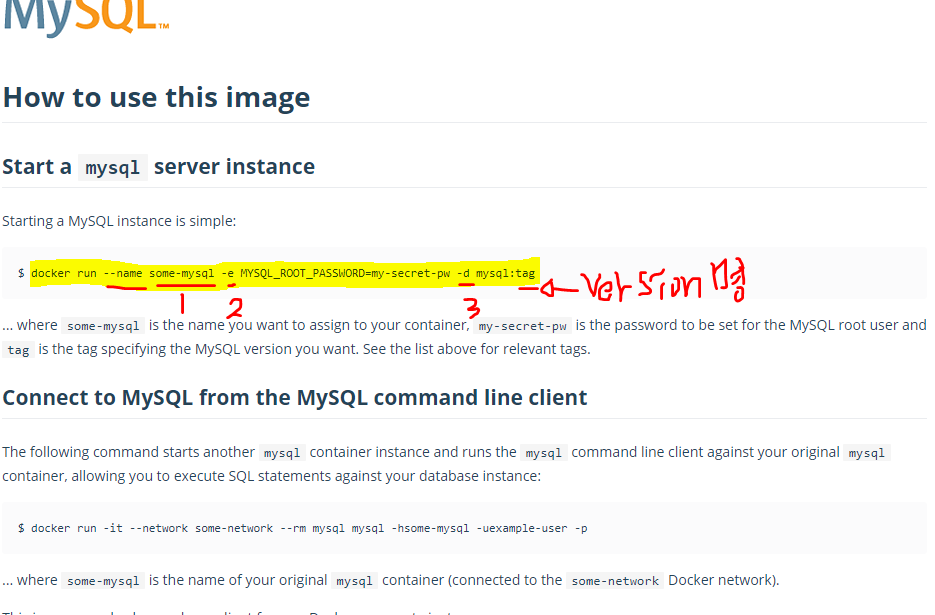 MySQL™
How to use this image
Start a mysql server instance
Starting a MySQL instance is simple:
$ docker run --name some-mysql -e MYSQL_ROOT_PASSWORD=my-secret-pw -d mysql:tag
version 명
1 2 3
... where some-mysql is the name you want to assign to your container, my-secret-pw is the password to be set for the MySQL root user and
tag is the tag specifying the MySQL version you want. See the list above for relevant tags.
Connect to MySQL from the MySQL command line client
The following command starts another mysql container instance and runs the mysql command line client against your original mysql
container, allowing you to execute SQL statements against your database instance:
$ docker run -it --network some-network --rm mysql mysql -hsome-mysql -uexample-user -p
... where some-mysql is the name of your original mysql container (connected to the some-network Docker network).